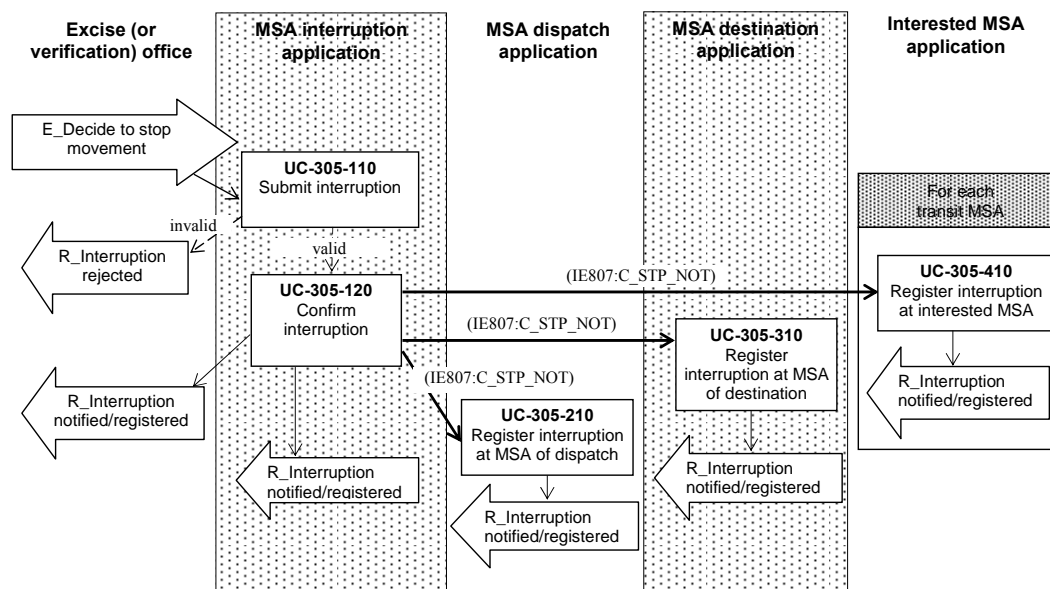 Excise (or
verification) office
MSA interruption
application
MSA dispatch
application
MSA destination
application
Interested MSA
application
E_Decide to stop
movement
UC-305-110
Submit interruption
For each
transit MSA
invalid
valid
R_Interruption
rejected
UC-305-120
Confirm
interruption
(IE807:C_STP_NOT)
UC-305-410
Register interruption
at interested MSA
(IE807:C_STP_NOT)
UC-305-310
Register
interruption at MSA
of destination
(IE807:C_STP_NOT)
R_Interruption
notified/registered
R_Interruption
notified/registered
UC-305-210
Register interruption
at MSA of dispatch
R_Interruption
notified/registered
R_Interruption
notified/registered
R_Interruption
notified/registered